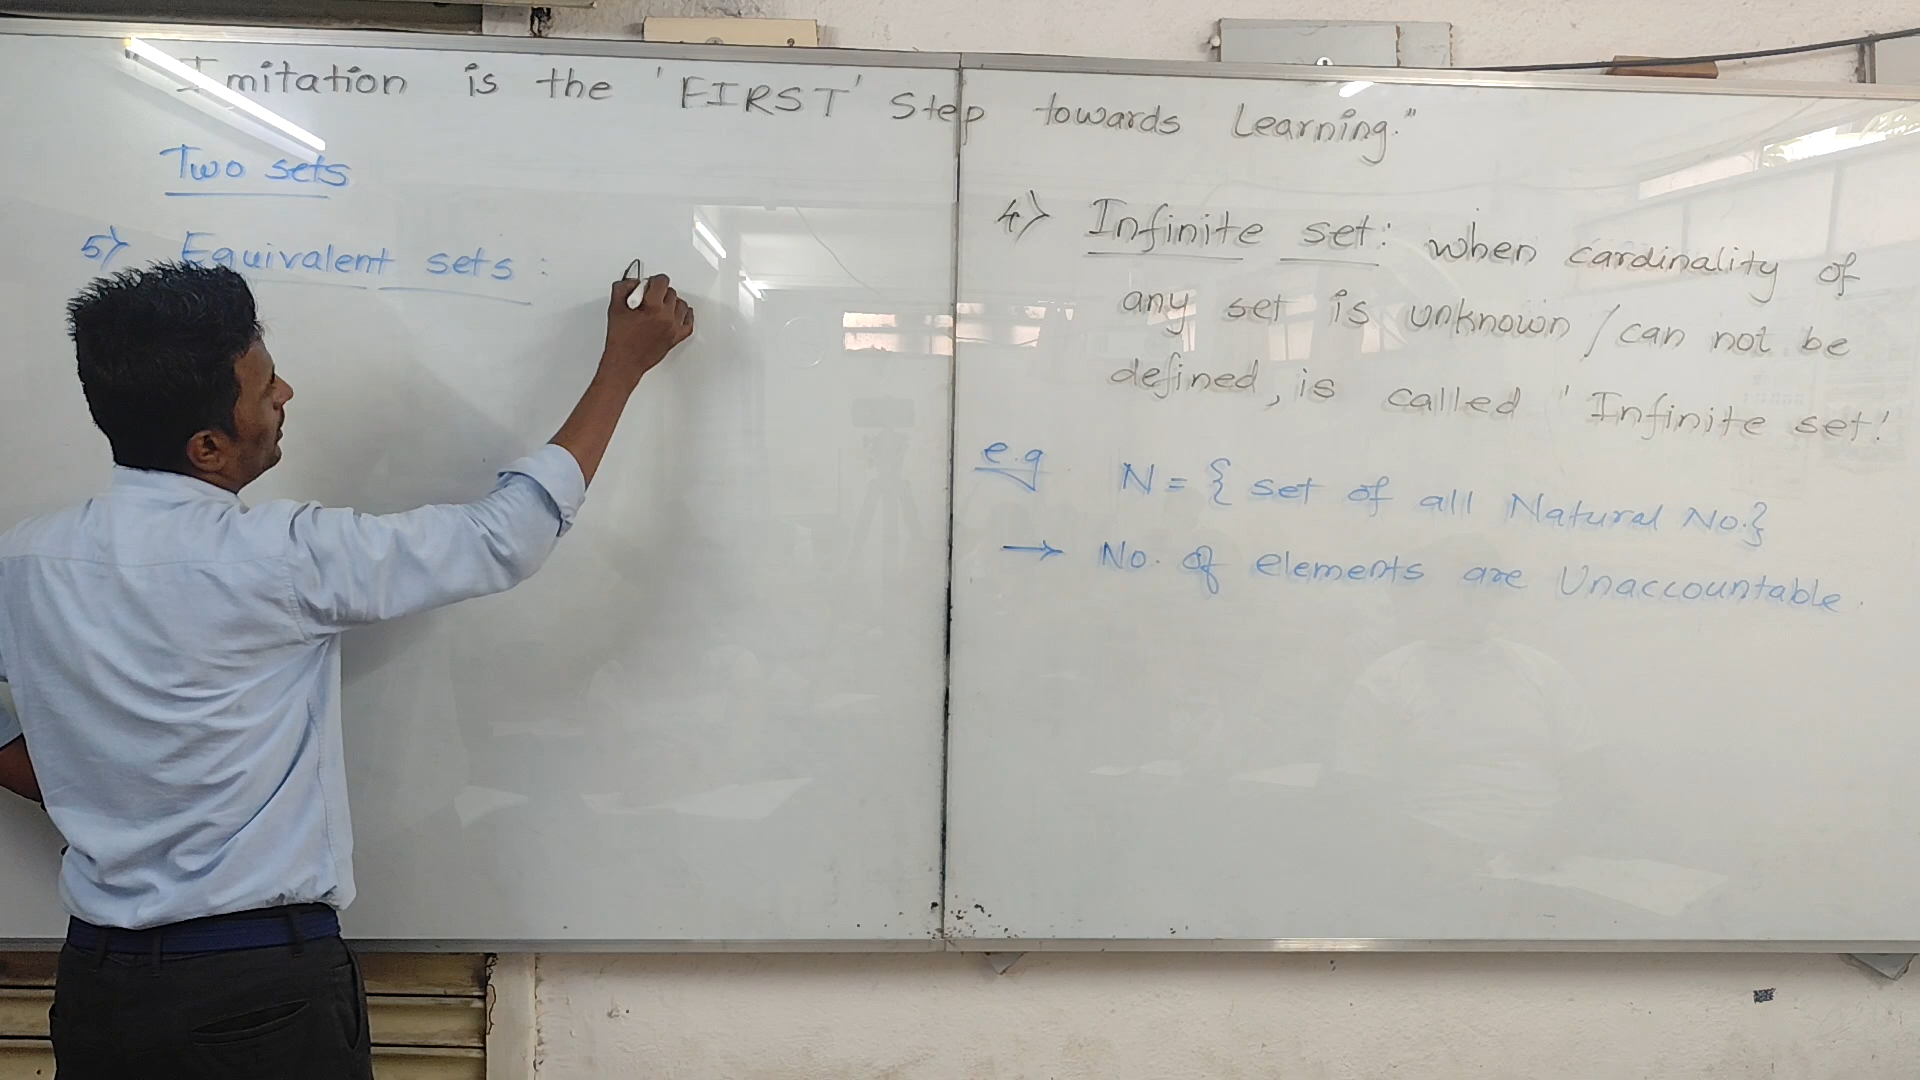 "Imitation is the 'FIRST' Step towards Learning."
Two sets
5) Equivalent sets :
4) Infinite set: when cardinality of
any set is unknown / can not be
defined, is called 'Infinite set'
e.g N = { set of all Natural No.}
→ No. of elements are Unaccountable.